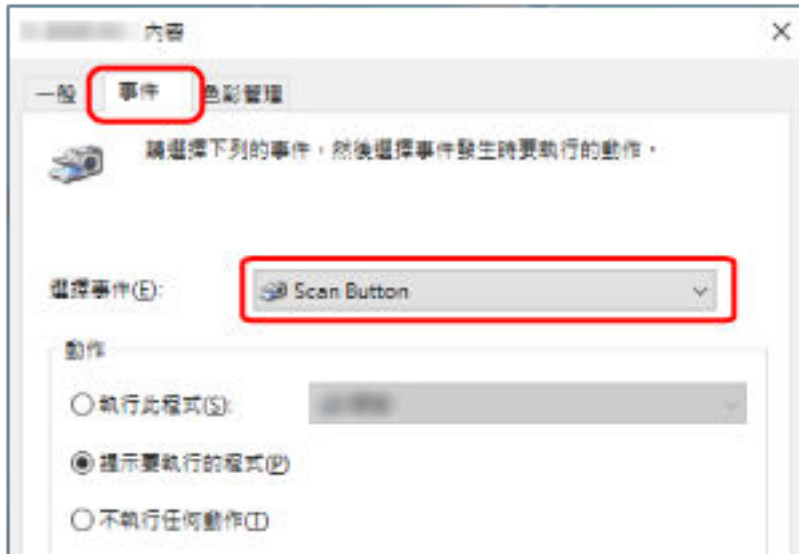 內容
一般 事件 色彩管理
請選擇下列的事件，然後選擇事件發生時要執行的動作。
選擇事件(E): Scan Button
動作
執行此程式(S):
提示要執行的程式(P)
不執行任何動作(T)